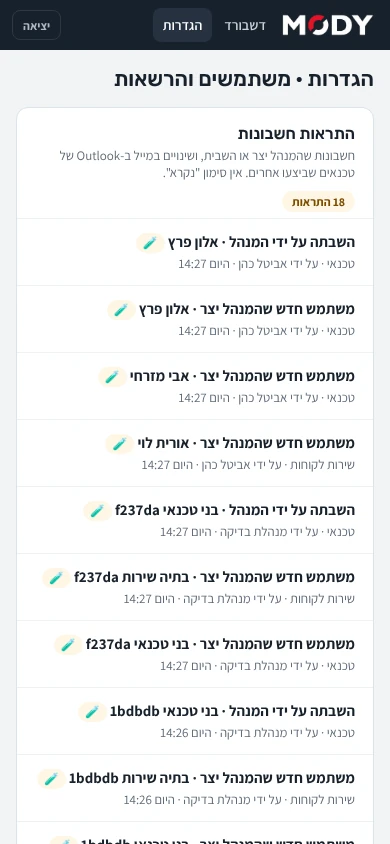 MODY
דשבורד
הגדרות
יציאה
הגדרות • משתמשים והרשאות
התראות חשבונות
חשבונות שהמנהל יצר או השבית, ושינויים במייל ב-Outlook של
טכנאים שביצעו אחרים. אין סימון "נקרא".
18 התראות
השבתה על ידי המנהל · אלון פרץ
טכנאי · על ידי אביטל כהן · היום 14:27
משתמש חדש שהמנהל יצר · אלון פרץ
טכנאי · על ידי אביטל כהן · היום 14:27
משתמש חדש שהמנהל יצר · אבי מזרחי
טכנאי · על ידי אביטל כהן · היום 14:27
משתמש חדש שהמנהל יצר · אורית לוי
שירות לקוחות · על ידי אביטל כהן · היום 14:27
השבתה על ידי המנהל · בני טכנאי f237da
טכנאי · על ידי מנהלת בדיקה · היום 14:27
משתמש חדש שהמנהל יצר · בתיה שירות f237da
שירות לקוחות · על ידי מנהלת בדיקה · היום 14:27
משתמש חדש שהמנהל יצר · בני טכנאי f237da
טכנאי · על ידי מנהלת בדיקה · היום 14:27
השבתה על ידי המנהל · בני טכנאי 1bdbdb
טכנאי · על ידי מנהלת בדיקה · היום 14:26
משתמש חדש שהמנהל יצר · בתיה שירות 1bdbdb
שירות לקוחות · על ידי מנהלת בדיקה · היום 14:26
משתמש חדש שהמנהל יצר · בני טכנאי 1bdbdb